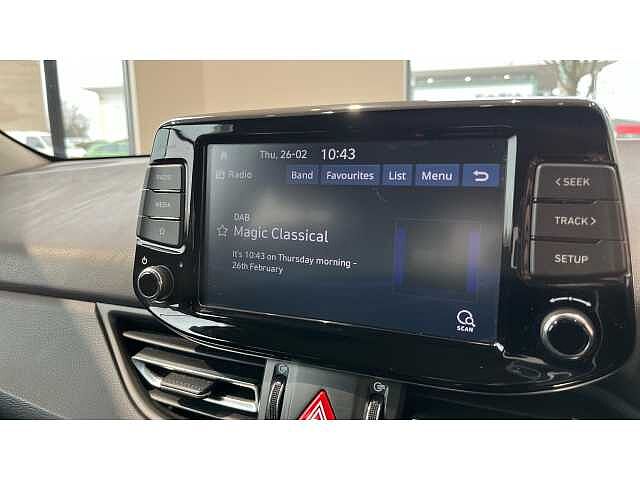 Thu, 26-02 10:43
Radio Band Favourites List Menu
RADIO
MEDIA
< SEEK
TRACK >
SETUP
DAB
☆ Magic Classical
It's 10:43 on Thursday morning –
26th February
SCAN